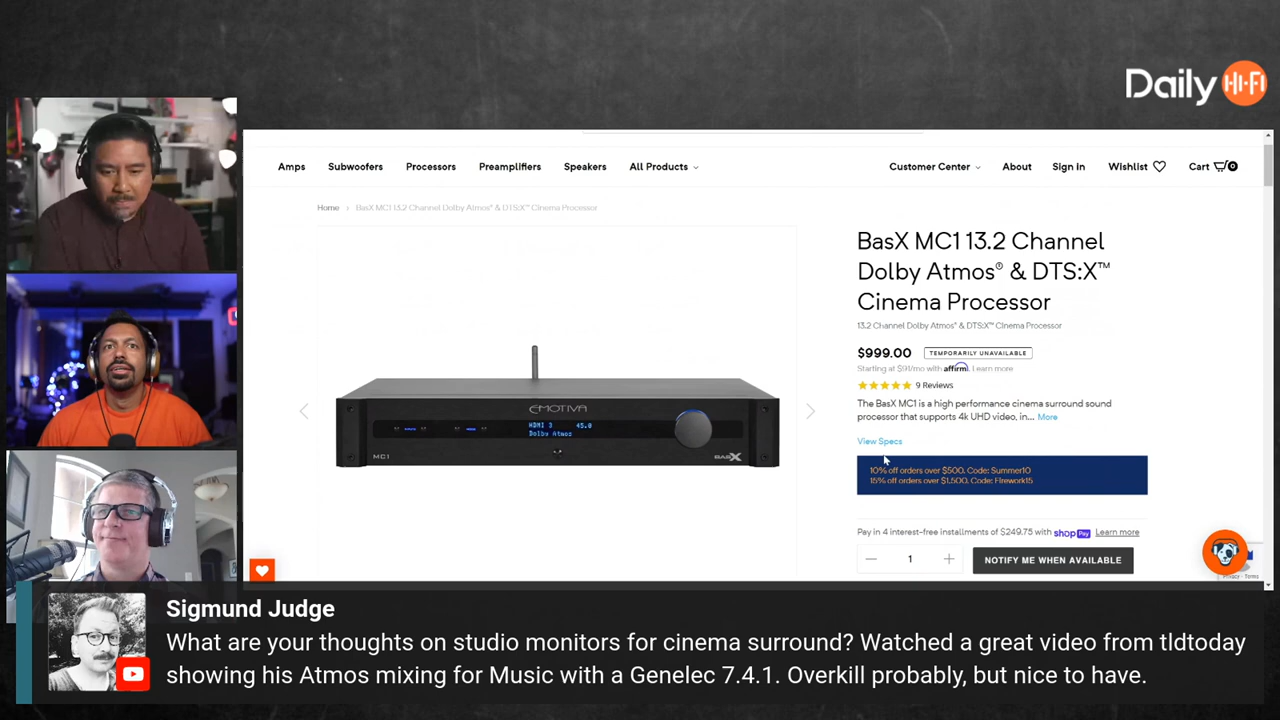 Daily HI-FI
Amps Subwoofers Processors Preamplifiers Speakers All Products Customer Center About Sign In Wishlist Cart 0
Home › BasX MC1 13.2 Channel Dolby Atmos® & DTS:X™ Cinema Processor
BasX MC1 13.2 Channel
Dolby Atmos® & DTS:X™
Cinema Processor
13.2 Channel Dolby Atmos® & DTS:X™ Cinema Processor
$999.00 TEMPORARILY UNAVAILABLE
Starting at $91/mo with affirm. Learn more
9 Reviews
The BasX MC1 is a high performance cinema surround sound
processor that supports 4k UHD video, in... More
View Specs
10% off orders over $500. Code: Summer10
15% off orders over $1,500. Code: Firework15
Pay in 4 interest-free installments of $249.75 with shop Pay Learn more
1 NOTIFY ME WHEN AVAILABLE
EMOTIVA
HDMI 3 45.0
Dolby Atmos
MC1 BASX
Privacy - Terms
Sigmund Judge
What are your thoughts on studio monitors for cinema surround? Watched a great video from tldtoday
showing his Atmos mixing for Music with a Genelec 7.4.1. Overkill probably, but nice to have.